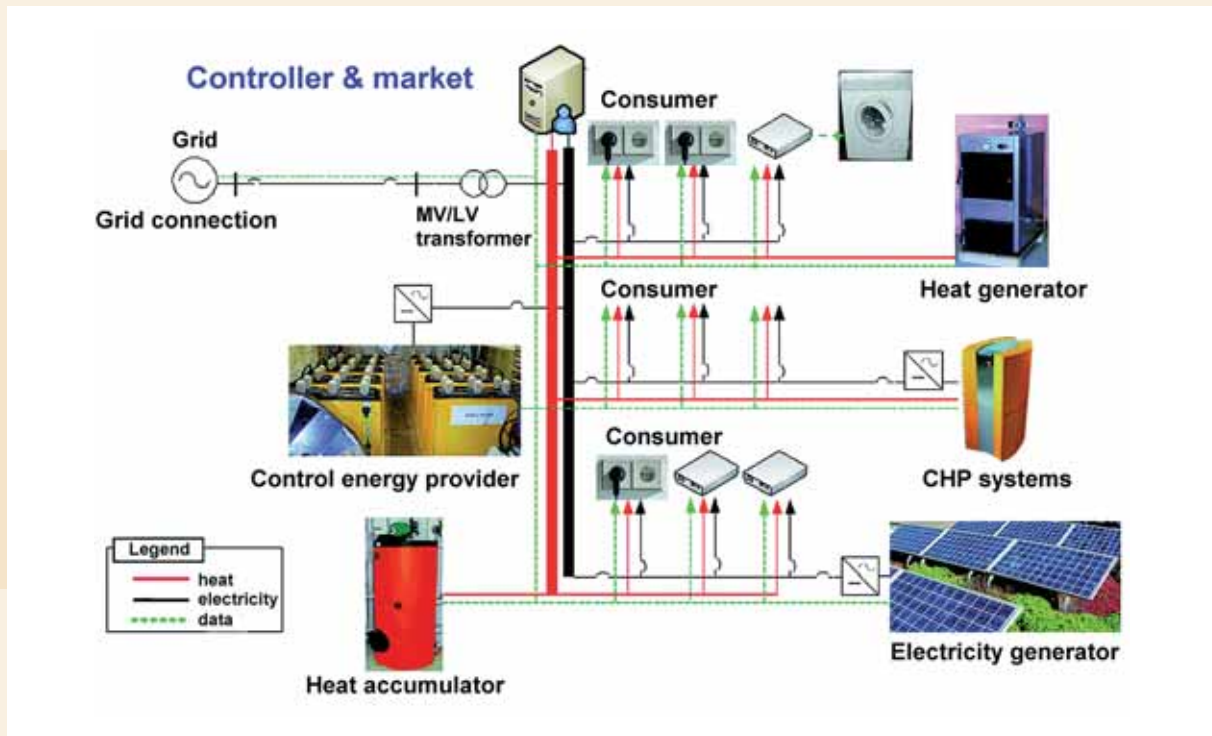 Controller & market
Consumer
Grid
Grid connection
MV/LV
transformer
Heat generator
Consumer
Control energy provider
Consumer
CHP systems
Legend
heat
electricity
data
Heat accumulator
Electricity generator